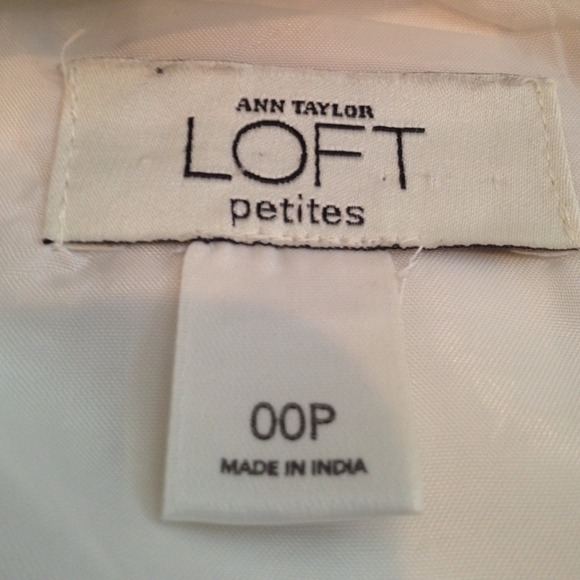 ANN TAYLOR
LOFT
petites
00P
MADE IN INDIA